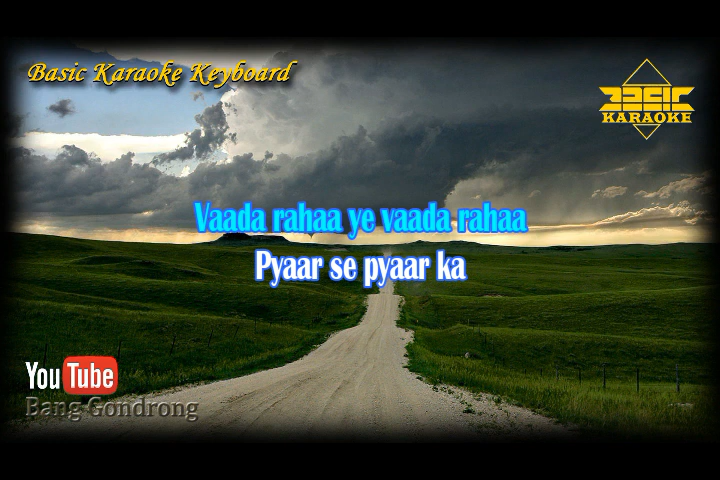 Basic Karaoke Keyboard
BASIC
KARAOKE
Vaada rahaa ye vaada rahaa
Pyaar se pyaar ka
YouTube
Bang Gondrong